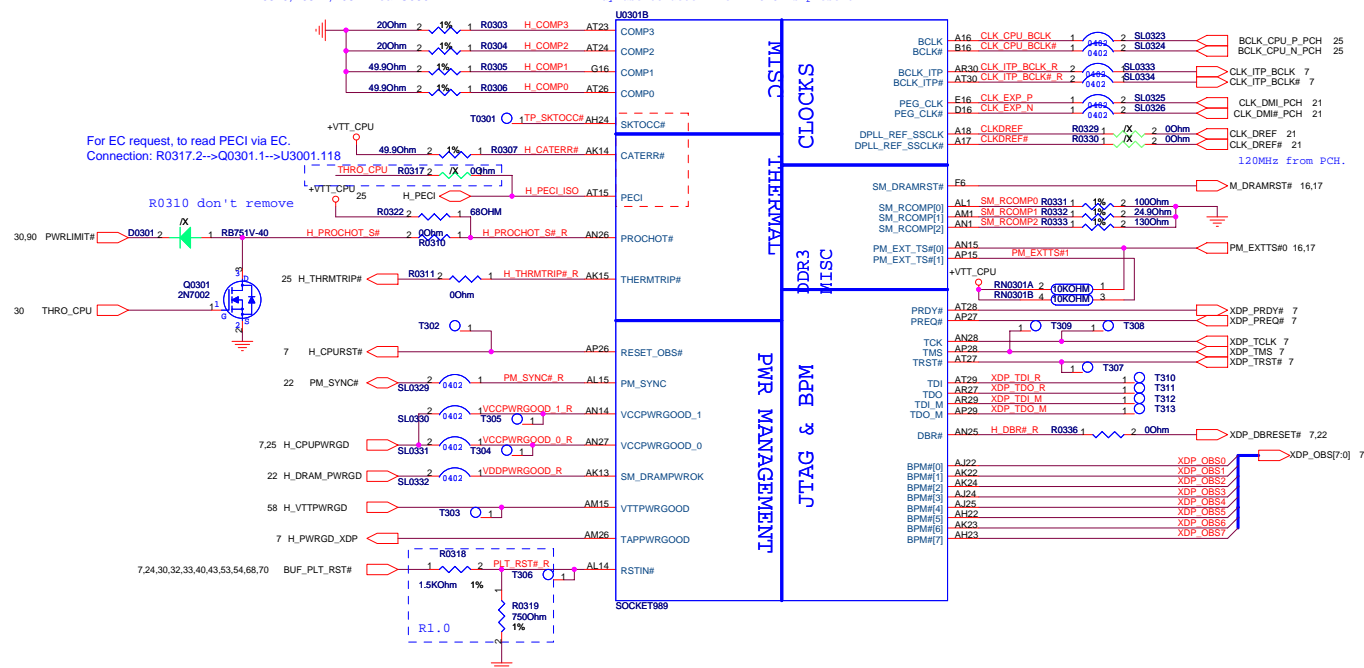 U0301B
20Ohm 1% R0303 H_COMP3 AT23 COMP3
20Ohm 1% R0304 H_COMP2 AT24 COMP2
49.9Ohm 1% R0305 H_COMP1 G16 COMP1
49.9Ohm 1% R0306 H_COMP0 AT26 COMP0
T0301 1 TP_SKTOCC# AH24 SKTOCC#
For EC request, to read PECI via EC.
Connection: R0317.2-->Q0301.1-->U3001.118
+VTT_CPU
49.9Ohm 1% R0307 H_CATERR# AK14 CATERR#
THRO_CPU R0317 2 /X 1 0Ohm
+VTT_CPU 25 H_PECI H_PECI_ISO AT15 PECI
R0310 don't remove
R0322 2 1 68OHM
30,90 PWRLIMIT# D0301 2 /X 1 RB751V-40 H_PROCHOT_S# 2 0Ohm 1 R0310 H_PROCHOT_S#_R AN26 PROCHOT#
25 H_THRMTRIP# R0311 2 1 0Ohm H_THRMTRIP#_R AK15 THERMTRIP#
Q0301
2N7002
3 D
1 G
2 S
30 THRO_CPU
T302 1
7 H_CPURST# AP26 RESET_OBS#
22 PM_SYNC# 2 0402 1 SL0329 PM_SYNC#_R AL15 PM_SYNC
SL0330 2 0402 1 VCCPWRGOOD_1_R T305 1 AN14 VCCPWRGOOD_1
7,25 H_CPUPWRGD SL0331 2 0402 1 VCCPWRGOOD_0_R T304 1 AN27 VCCPWRGOOD_0
22 H_DRAM_PWRGD SL0332 2 0402 1 VDDPWRGOOD_R AK13 SM_DRAMPWROK
58 H_VTTPWRGD T303 1 AM15 VTTPWRGOOD
7 H_PWRGD_XDP AM26 TAPPWRGOOD
7,24,30,32,33,40,43,53,54,68,70 BUF_PLT_RST# 1 R0318 2 1.5KOhm 1% PLT_RST#_R T306 1 AL14 RSTIN#
1 R0319 750Ohm 1% 2
R1.0
SOCKET989
MISC
THERMAL
PWR MANAGEMENT
CLOCKS
DDR3
MISC
JTAG & BPM
BCLK A16 CLK_CPU_BCLK 1 0402 2 SL0323 BCLK_CPU_P_PCH 25
BCLK# B16 CLK_CPU_BCLK# 1 0402 2 SL0324 BCLK_CPU_N_PCH 25
BCLK_ITP AR30 CLK_ITP_BCLK_R 1 0402 2 SL0333 CLK_ITP_BCLK 7
BCLK_ITP# AT30 CLK_ITP_BCLK#_R 1 0402 2 SL0334 CLK_ITP_BCLK# 7
PEG_CLK E16 CLK_EXP_P 1 0402 2 SL0325 CLK_DMI_PCH 21
PEG_CLK# D16 CLK_EXP_N 1 0402 2 SL0326 CLK_DMI#_PCH 21
DPLL_REF_SSCLK A18 CLKDREF R0329 1 /X 2 0Ohm CLK_DREF 21
DPLL_REF_SSCLK# A17 CLKDREF# R0330 1 /X 2 0Ohm CLK_DREF# 21
120MHz from PCH.
SM_DRAMRST# F6 M_DRAMRST# 16,17
SM_RCOMP[0] AL1 SM_RCOMP0 R0331 1 1% 2 100Ohm
SM_RCOMP[1] AM1 SM_RCOMP1 R0332 1 1% 2 24.9Ohm
SM_RCOMP[2] AN1 SM_RCOMP2 R0333 1 1% 2 130Ohm
PM_EXT_TS#[0] AN15 PM_EXTTS#0 16,17
PM_EXT_TS#[1] AP15 PM_EXTTS#1
+VTT_CPU
RN0301A 2 10KOHM 1
RN0301B 4 10KOHM 3
PRDY# AT28 XDP_PRDY# 7
PREQ# AP27 XDP_PREQ# 7
1 T309 1 T308
TCK AN28 XDP_TCLK 7
TMS AP28 XDP_TMS 7
TRST# AT27 XDP_TRST# 7
1 T307
TDI AT29 XDP_TDI_R 1 T310
TDO AR27 XDP_TDO_R 1 T311
TDI_M AR29 XDP_TDI_M 1 T312
TDO_M AP29 XDP_TDO_M 1 T313
DBR# AN25 H_DBR#_R R0336 1 2 0Ohm XDP_DBRESET# 7,22
XDP_OBS[7:0] 7
BPM#[0] AJ22 XDP_OBS0
BPM#[1] AK22 XDP_OBS1
BPM#[2] AK24 XDP_OBS2
BPM#[3] AJ24 XDP_OBS3
BPM#[4] AJ25 XDP_OBS4
BPM#[5] AH22 XDP_OBS5
BPM#[6] AK23 XDP_OBS6
BPM#[7] AH23 XDP_OBS7